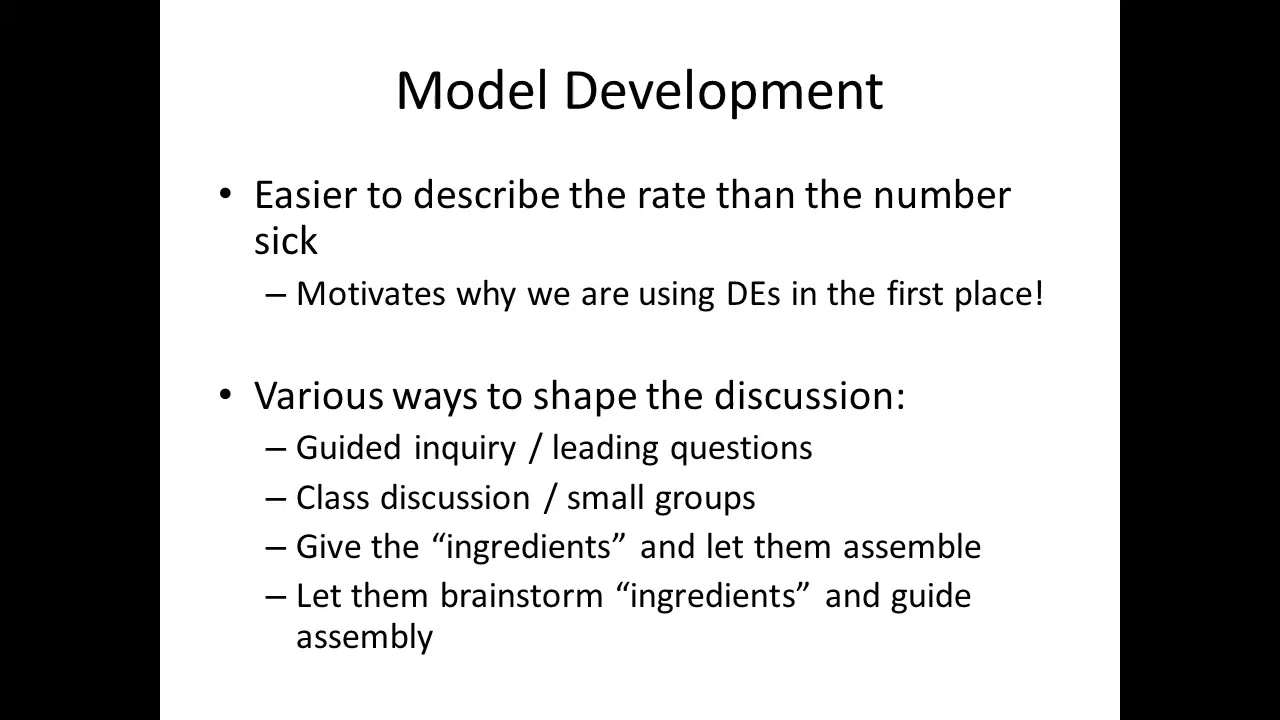 Model Development
• Easier to describe the rate than the number
sick
– Motivates why we are using DEs in the first place!
• Various ways to shape the discussion:
– Guided inquiry / leading questions
– Class discussion / small groups
– Give the “ingredients” and let them assemble
– Let them brainstorm “ingredients” and guide
assembly